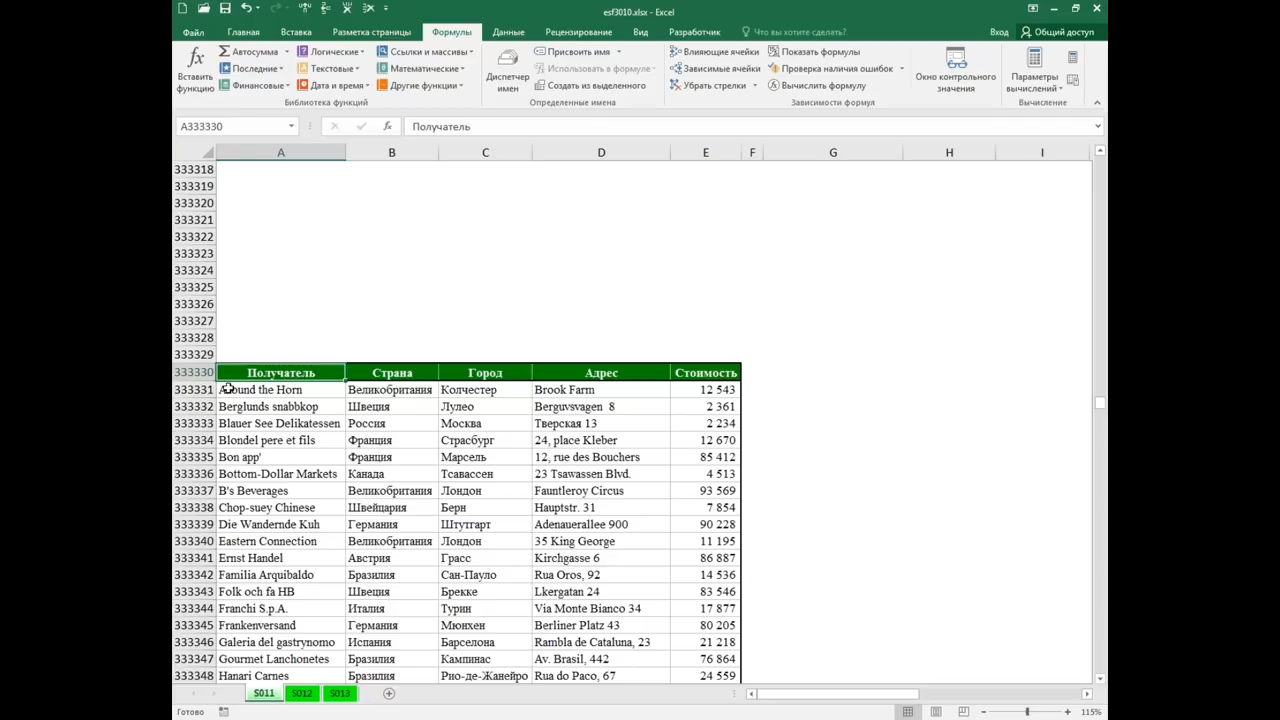 esf3010.xlsx - Excel
Файл Главная Вставка Разметка страницы Формулы Данные Рецензирование Вид Разработчик Что вы хотите сделать? Вход Общий доступ
Вставить функцию
Автосумма Логические Ссылки и массивы
Последние Текстовые Математические
Финансовые Дата и время Другие функции
Библиотека функций
Диспетчер имен
Присвоить имя
Использовать в формуле
Создать из выделенного
Определенные имена
Влияющие ячейки Показать формулы
Зависимые ячейки Проверка наличия ошибок
Убрать стрелки Вычислить формулу
Зависимости формул
Окно контрольного значения
Параметры вычислений
Вычисление
A333330 fx Получатель
A B C D E F G H I
333318
333319
333320
333321
333322
333323
333324
333325
333326
333327
333328
333329
333330 Получатель Страна Город Адрес Стоимость
333331 Around the Horn Великобритания Колчестер Brook Farm 12 543
333332 Berglunds snabbkop Швеция Лулео Berguvsvagen 8 2 361
333333 Blauer See Delikatessen Россия Москва Тверская 13 2 234
333334 Blondel pere et fils Франция Страсбург 24, place Kleber 12 670
333335 Bon app' Франция Марсель 12, rue des Bouchers 85 412
333336 Bottom-Dollar Markets Канада Тсавассен 23 Tsawassen Blvd. 4 513
333337 B's Beverages Великобритания Лондон Fauntleroy Circus 93 569
333338 Chop-suey Chinese Швейцария Берн Hauptstr. 31 7 854
333339 Die Wandernde Kuh Германия Штутгарт Adenauerallee 900 90 228
333340 Eastern Connection Великобритания Лондон 35 King George 11 195
333341 Ernst Handel Австрия Грасс Kirchgasse 6 86 887
333342 Familia Arquibaldo Бразилия Сан-Пауло Rua Oros, 92 14 536
333343 Folk och fa HB Швеция Брекке Lkergatan 24 83 546
333344 Franchi S.p.A. Италия Турин Via Monte Bianco 34 17 877
333345 Frankenversand Германия Мюнхен Berliner Platz 43 80 205
333346 Galeria del gastrynomo Испания Барселона Rambla de Cataluna, 23 21 218
333347 Gourmet Lanchonetes Бразилия Кампинас Av. Brasil, 442 76 864
333348 Hanari Carnes Бразилия Рио-де-Жанейро Rua do Paco, 67 24 559
S011 S012 S013
Готово 115%